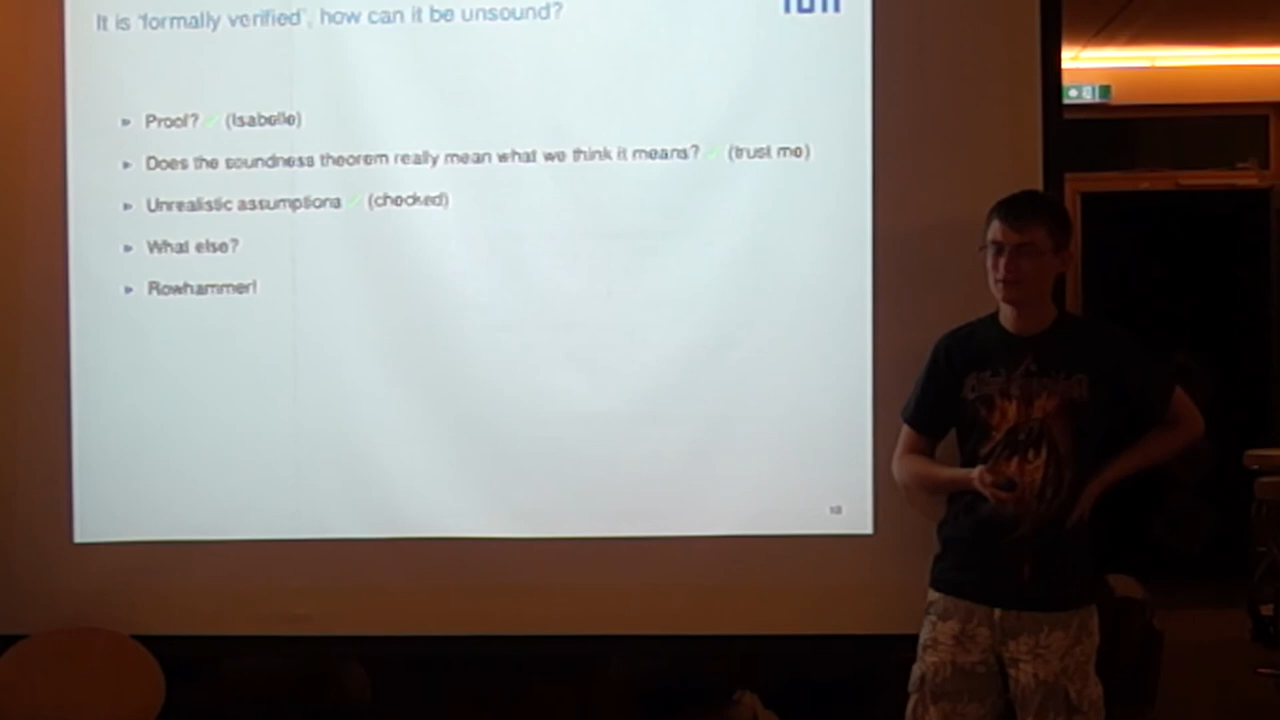 It is 'formally verified', how can it be unsound?
TUM
Proof? ✓ (Isabelle)
Does the soundness theorem really mean what we think it means? ✓ (trust me)
Unrealistic assumptions ✓ (checked)
What else?
Rowhammer!